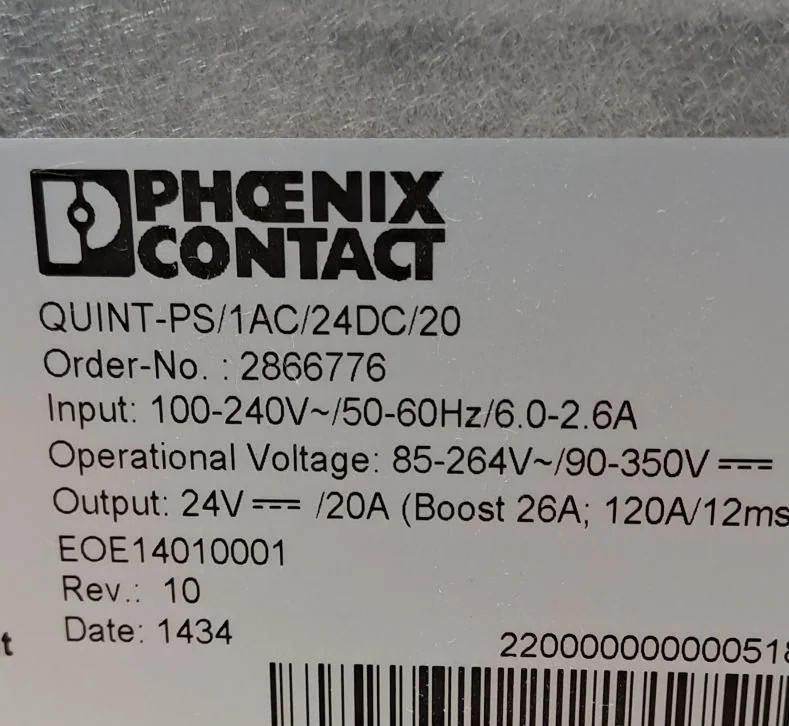 PHŒNIX
CONTACT
QUINT-PS/1AC/24DC/20
Order-No. : 2866776
Input: 100-240V~/50-60Hz/6.0-2.6A
Operational Voltage: 85-264V~/90-350V⎓
Output: 24V⎓ /20A (Boost 26A; 120A/12ms
EOE14010001
Rev.: 10
Date: 1434
t